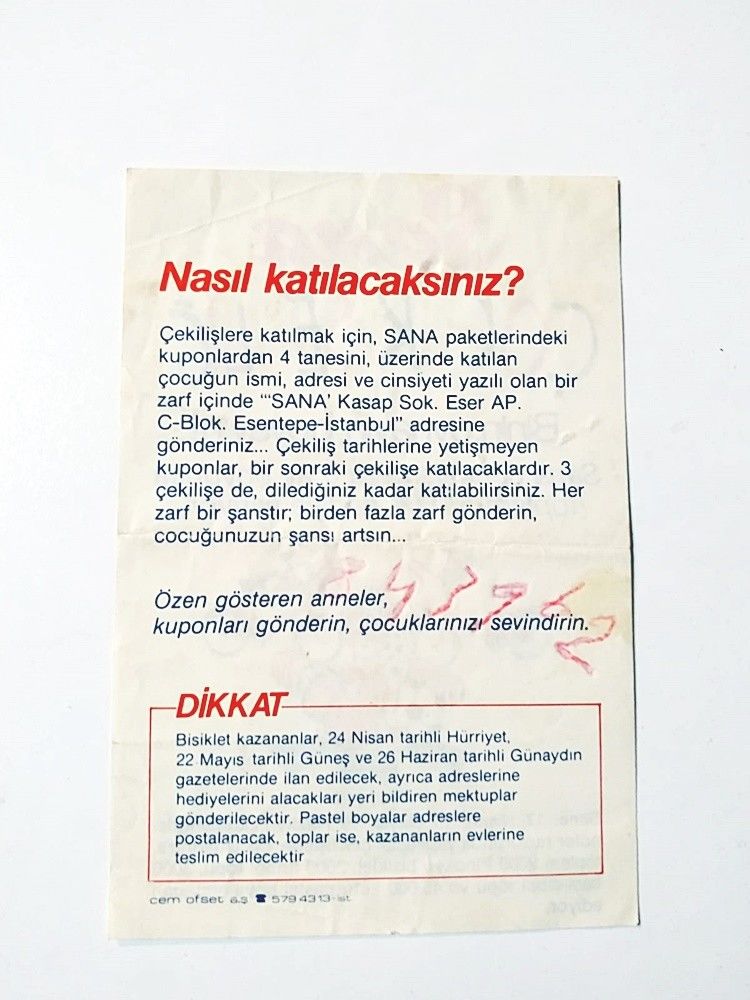 Nasıl katılacaksınız?
Çekilişlere katılmak için, SANA paketlerindeki
kuponlardan 4 tanesini, üzerinde katılan
çocuğun ismi, adresi ve cinsiyeti yazılı olan bir
zarf içinde "'SANA' Kasap Sok. Eser AP.
C-Blok. Esentepe-İstanbul" adresine
gönderiniz... Çekiliş tarihlerine yetişmeyen
kuponlar, bir sonraki çekilişe katılacaklardır. 3
çekilişe de, dilediğiniz kadar katılabilirsiniz. Her
zarf bir şanstır; birden fazla zarf gönderin,
cocuğunuzun şansı artsın...
Özen gösteren anneler,
kuponları gönderin, çocuklarınızı sevindirin.
DİKKAT
Bisiklet kazananlar, 24 Nisan tarihli Hürriyet,
22 Mayıs tarihli Güneş ve 26 Haziran tarihli Günaydın
gazetelerinde ilan edilecek, ayrıca adreslerine
hediyelerini alacakları yeri bildiren mektuplar
gönderilecektir. Pastel boyalar adreslere
postalanacak, toplar ise, kazananların evlerine
teslim edilecektir
cem ofset a.ş ☎ 579 43 13-ist.